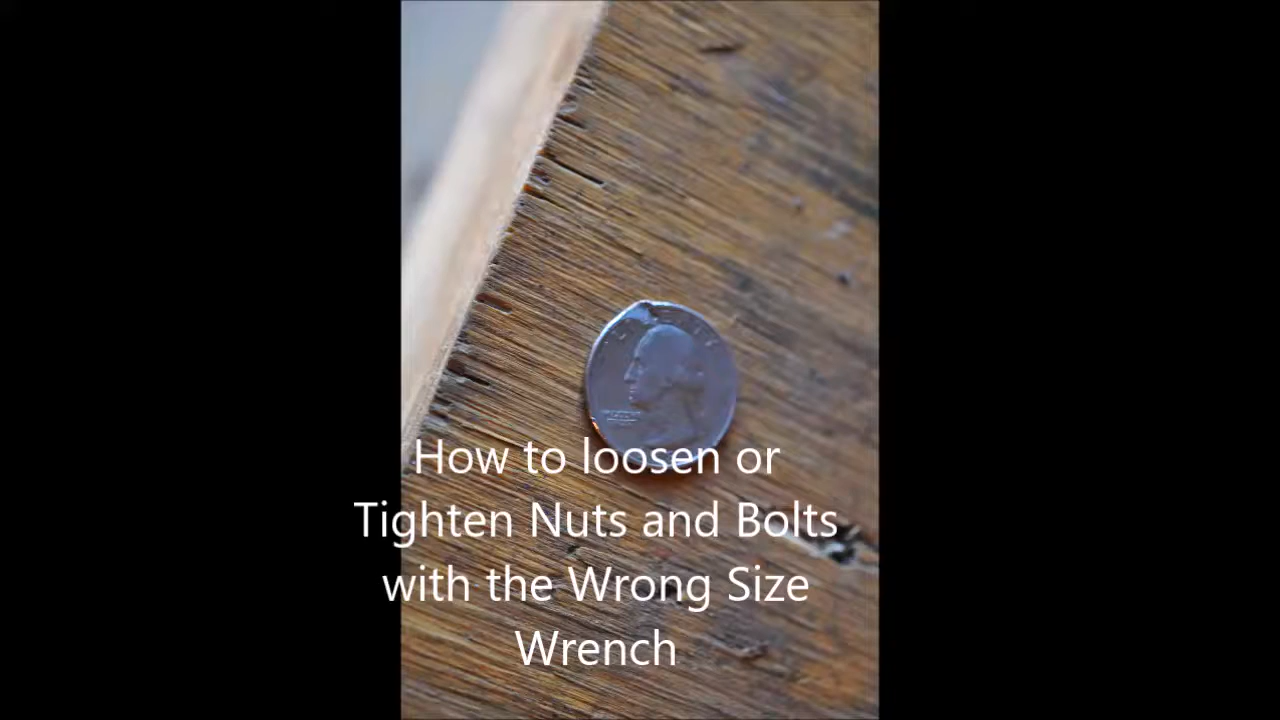 How to loosen or
Tighten Nuts and Bolts
with the Wrong Size
Wrench